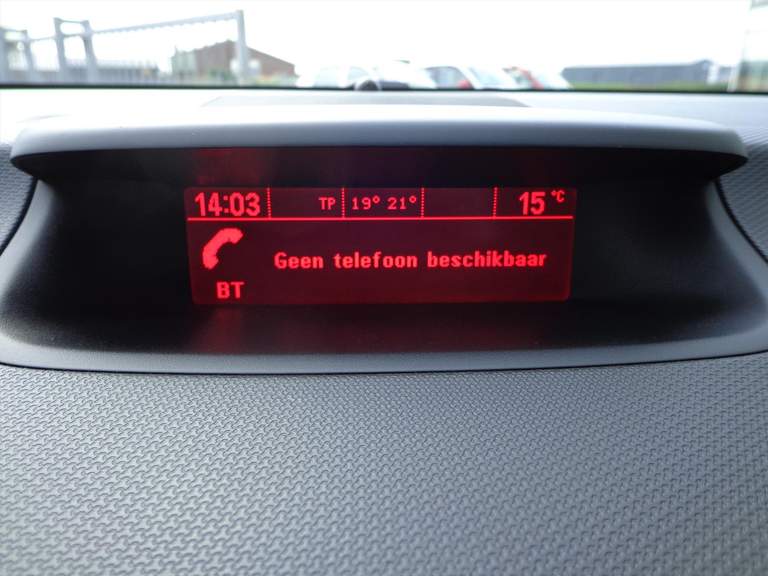 14:03 TP 19° 21° 15 °C
Geen telefoon beschikbaar
BT